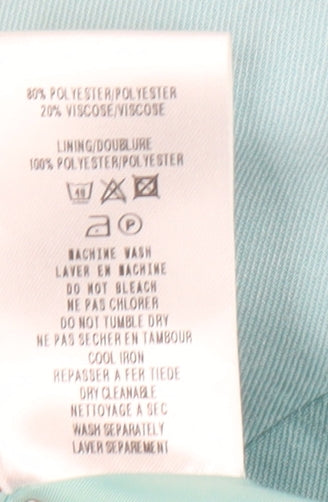 80% POLYESTER/POLYESTER
20% VISCOSE/VISCOSE
LINING/DOUBLURE
100% POLYESTER/POLYESTER
40
P
MACHINE WASH
LAVER EN MACHINE
DO NOT BLEACH
NE PAS CHLORER
DO NOT TUMBLE DRY
NE PAS SECHER EN TAMBOUR
COOL IRON
REPASSER A FER TIEDE
DRY CLEANABLE
NETTOYAGE A SEC
WASH SEPARATELY
LAVER SEPAREMENT